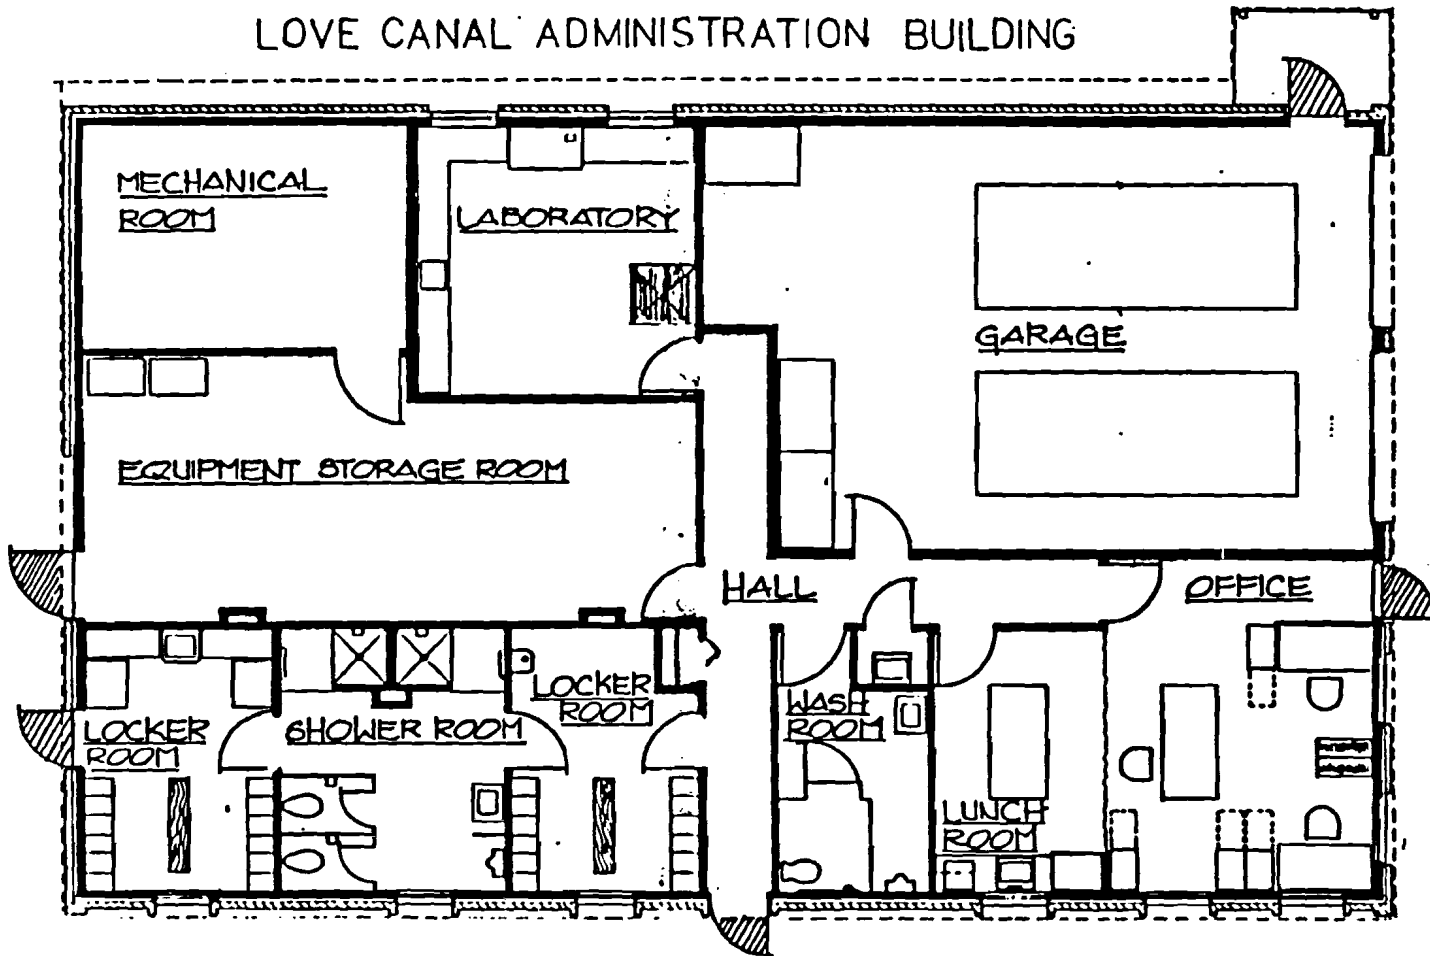 LOVE CANAL ADMINISTRATION BUILDING
MECHANICAL
ROOM
LABORATORY
GARAGE
EQUIPMENT STORAGE ROOM
HALL
OFFICE
LOCKER
ROOM
SHOWER ROOM
LOCKER
ROOM
WASH
ROOM
LUNCH
ROOM